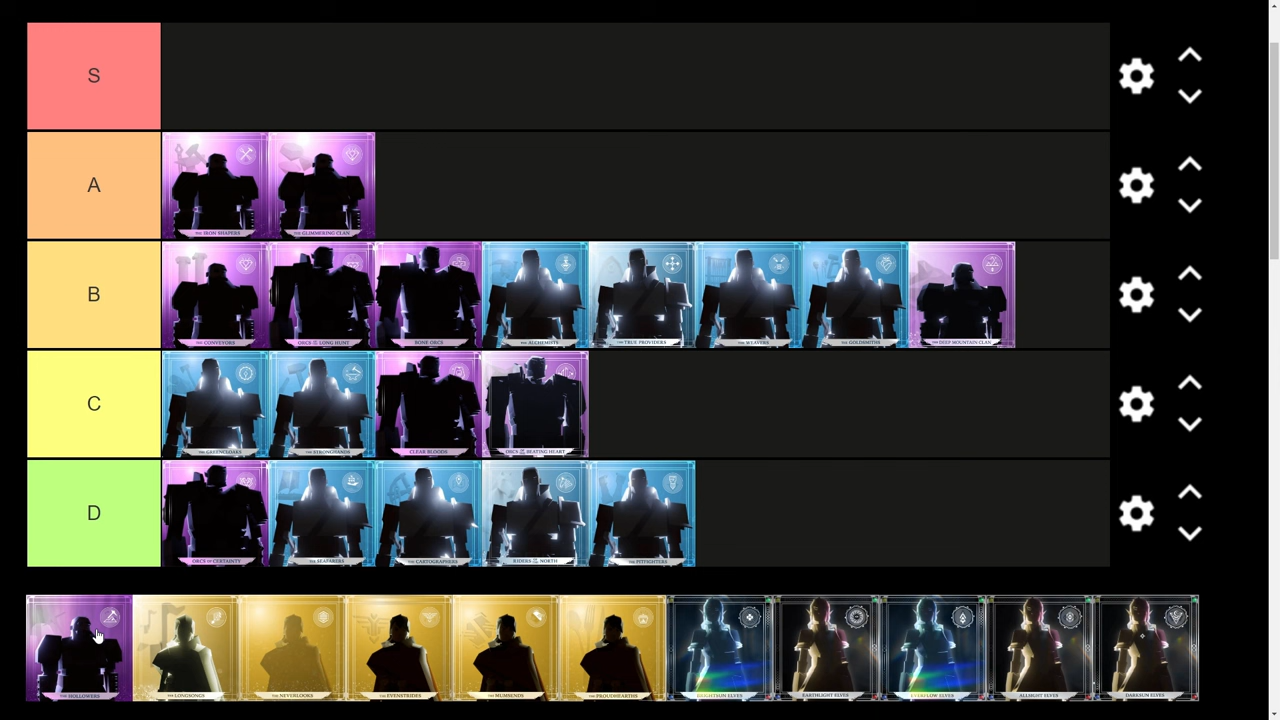 S
A
THE IRON SHAPERS
THE GLIMMERING CLAN
B
THE CONVEYORS
ORCS OF THE LONG HUNT
BONE ORCS
THE ALCHEMISTS
THE TRUE PROVIDERS
THE WEAVERS
THE GOLDSMITHS
THE DEEP MOUNTAIN CLAN
C
THE GREENCLOAKS
THE STRONGHANDS
CLEAR BLOODS
ORCS OF THE BEATING HEART
D
ORCS OF CERTAINTY
THE SEAFARERS
THE CARTOGRAPHERS
RIDERS OF THE NORTH
THE PITFIGHTERS
THE HOLLOWERS
THE LONGSONGS
THE NEVERLOOKS
THE EVENSTRIDES
THE MUMBENDS
THE PROUDHEARTHS
BRIGHTSUN ELVES
EARTHLIGHT ELVES
EVERFLOW ELVES
ALLSIGHT ELVES
DARKSUN ELVES